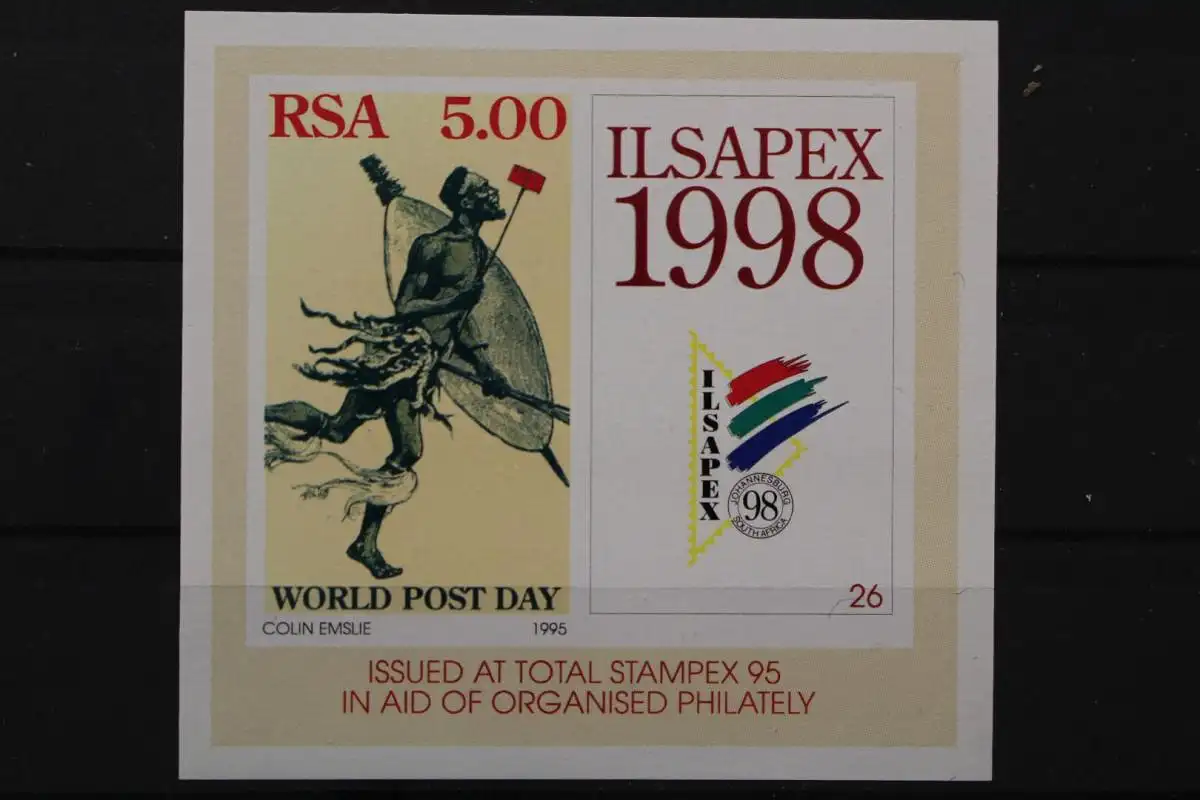 RSA 5.00
WORLD POST DAY
COLIN EMSLIE 1995
ILSAPEX
1998
ILSAPEX
JOHANNESBURG
98
SOUTH AFRICA
26
ISSUED AT TOTAL STAMPEX 95
IN AID OF ORGANISED PHILATELY